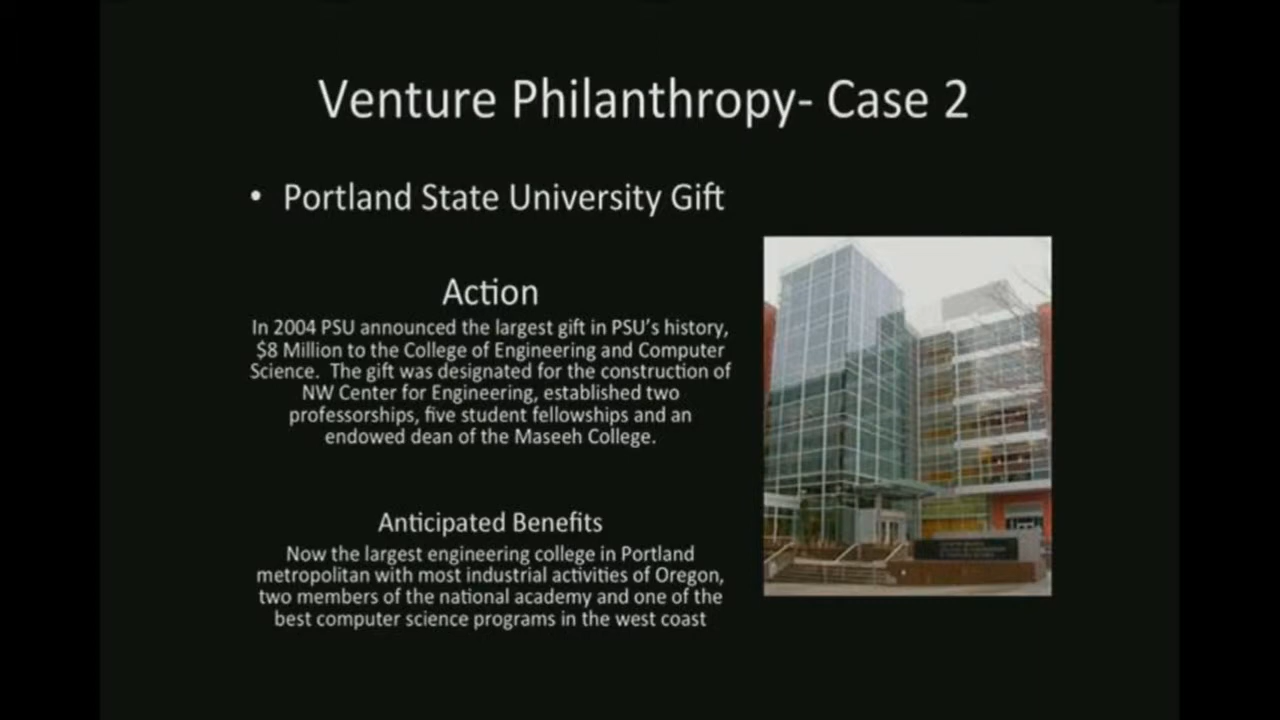 Venture Philanthropy- Case 2
• Portland State University Gift
Action
In 2004 PSU announced the largest gift in PSU's history,
$8 Million to the College of Engineering and Computer
Science. The gift was designated for the construction of
NW Center for Engineering, established two
professorships, five student fellowships and an
endowed dean of the Maseeh College.
Anticipated Benefits
Now the largest engineering college in Portland
metropolitan with most industrial activities of Oregon,
two members of the national academy and one of the
best computer science programs in the west coast